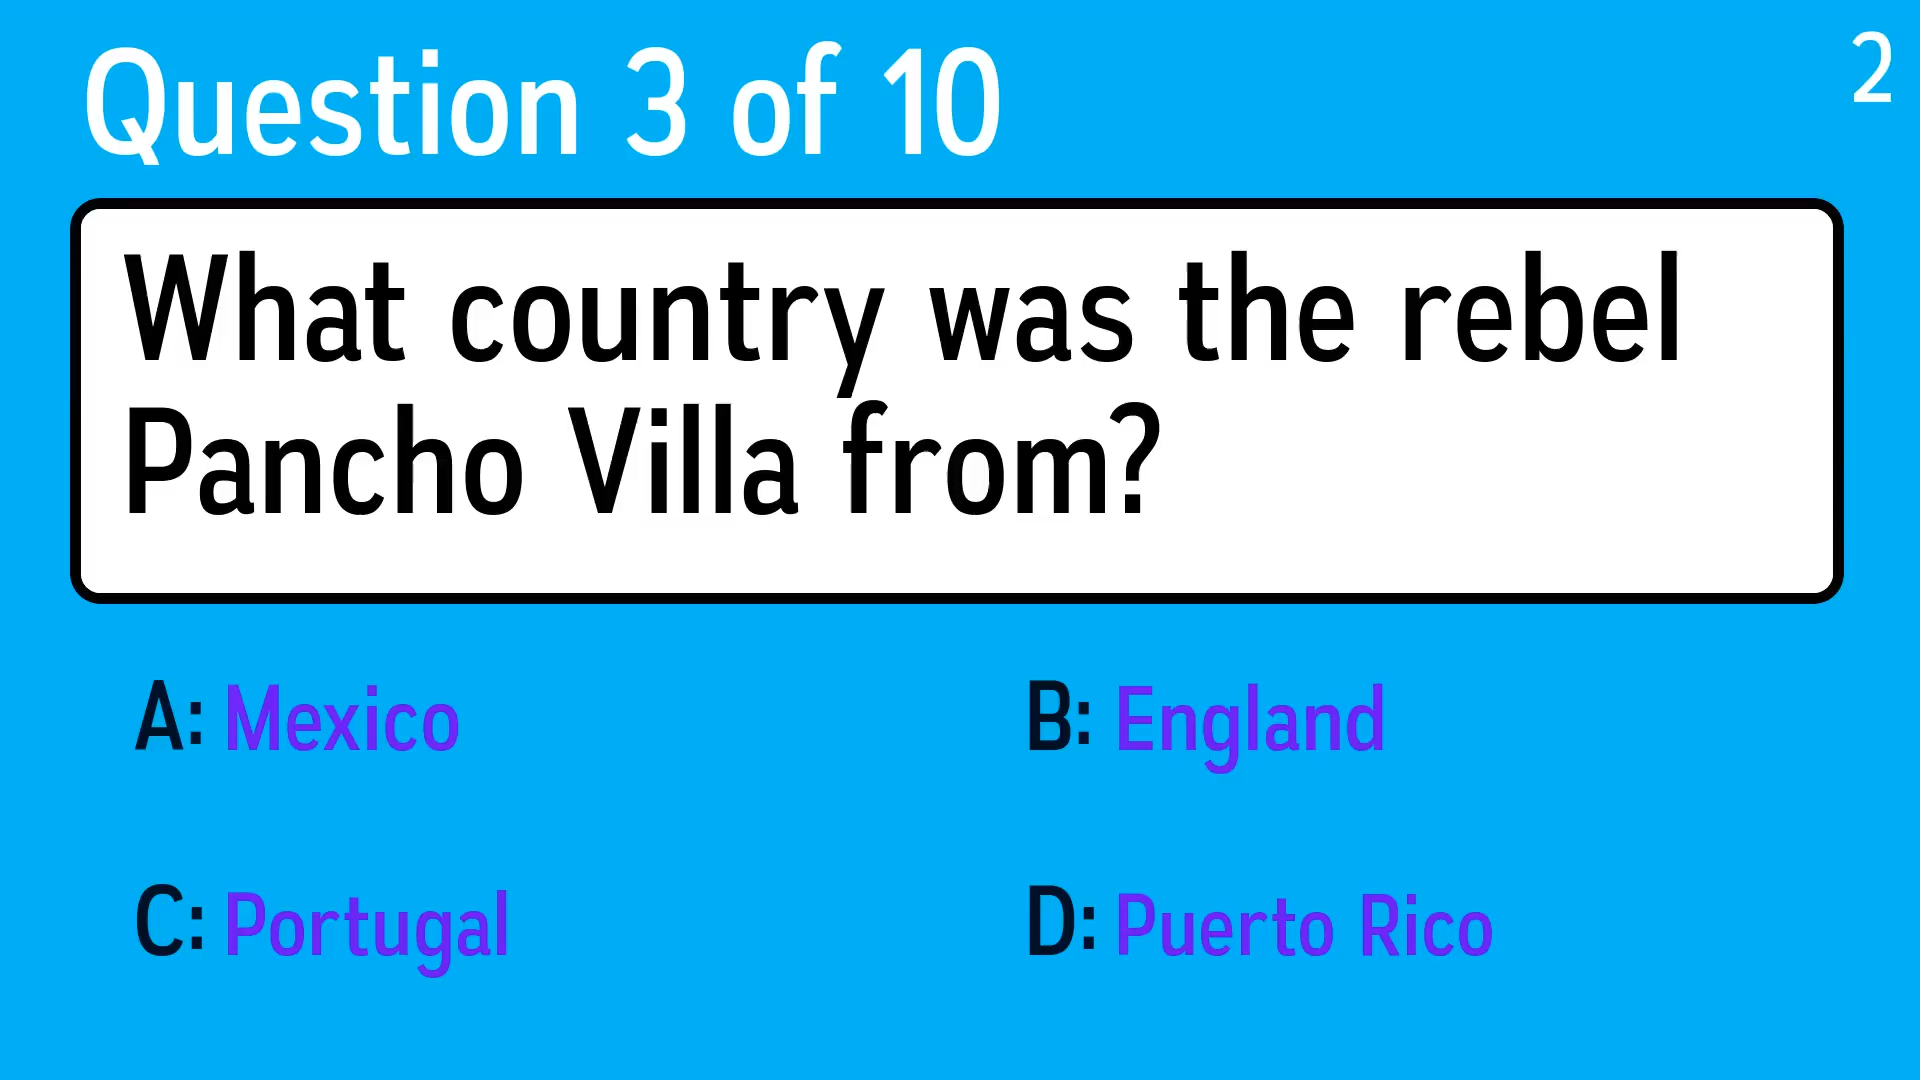 Question 3 of 10
2
What country was the rebel
Pancho Villa from?
A: Mexico
B: England
C: Portugal
D: Puerto Rico